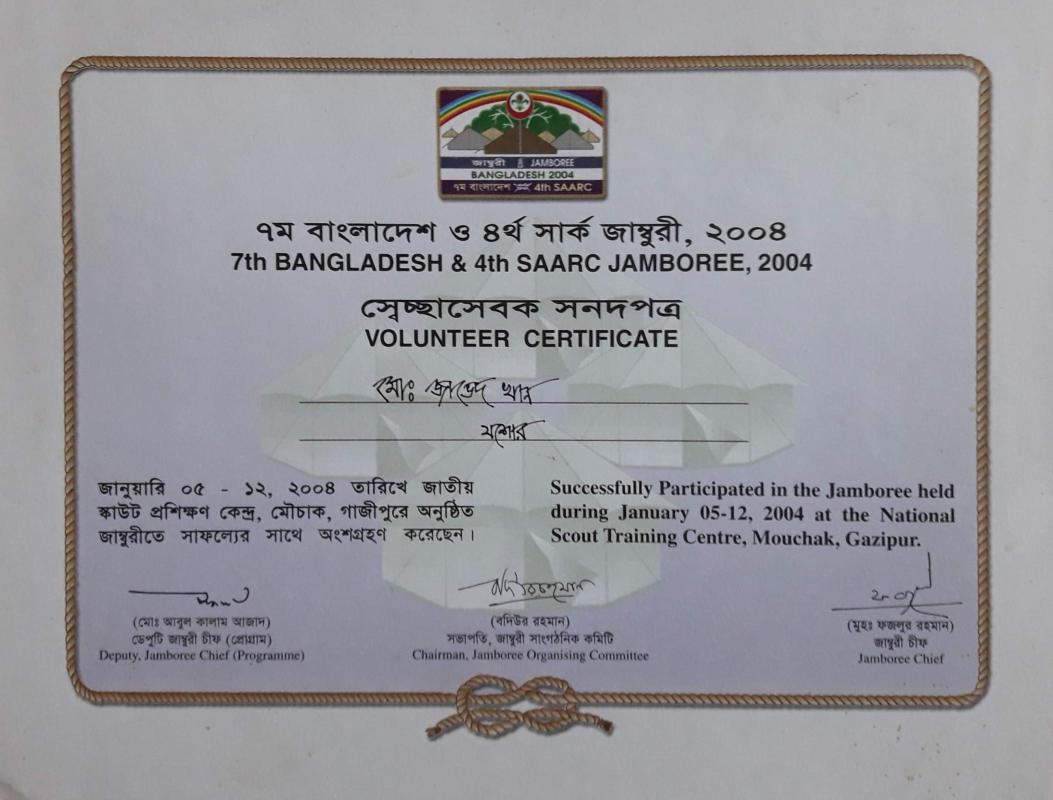 জাম্বুরী JAMBOREE
BANGLADESH 2004
৭ম বাংলাদেশ 4th SAARC
৭ম বাংলাদেশ ও ৪র্থ সার্ক জাম্বুরী, ২০০৪
7th BANGLADESH & 4th SAARC JAMBOREE, 2004
স্বেচ্ছাসেবক সনদপত্র
VOLUNTEER CERTIFICATE
মোঃ খান
যশোর
জানুয়ারি ০৫ - ১২, ২০০৪ তারিখে জাতীয়
স্কাউট প্রশিক্ষণ কেন্দ্র, মৌচাক, গাজীপুরে অনুষ্ঠিত
জাম্বুরীতে সাফল্যের সাথে অংশগ্রহণ করেছেন।
Successfully Participated in the Jamboree held
during January 05-12, 2004 at the National
Scout Training Centre, Mouchak, Gazipur.
(মোঃ আবুল কালাম আজাদ)
ডেপুটি জাম্বুরী চীফ (প্রোগ্রাম)
Deputy, Jamboree Chief (Programme)
(বদিউর রহমান)
সভাপতি, জাম্বুরী সাংগঠনিক কমিটি
Chairman, Jamboree Organising Committee
(মুহঃ ফজলুর রহমান)
জাম্বুরী চীফ
Jamboree Chief